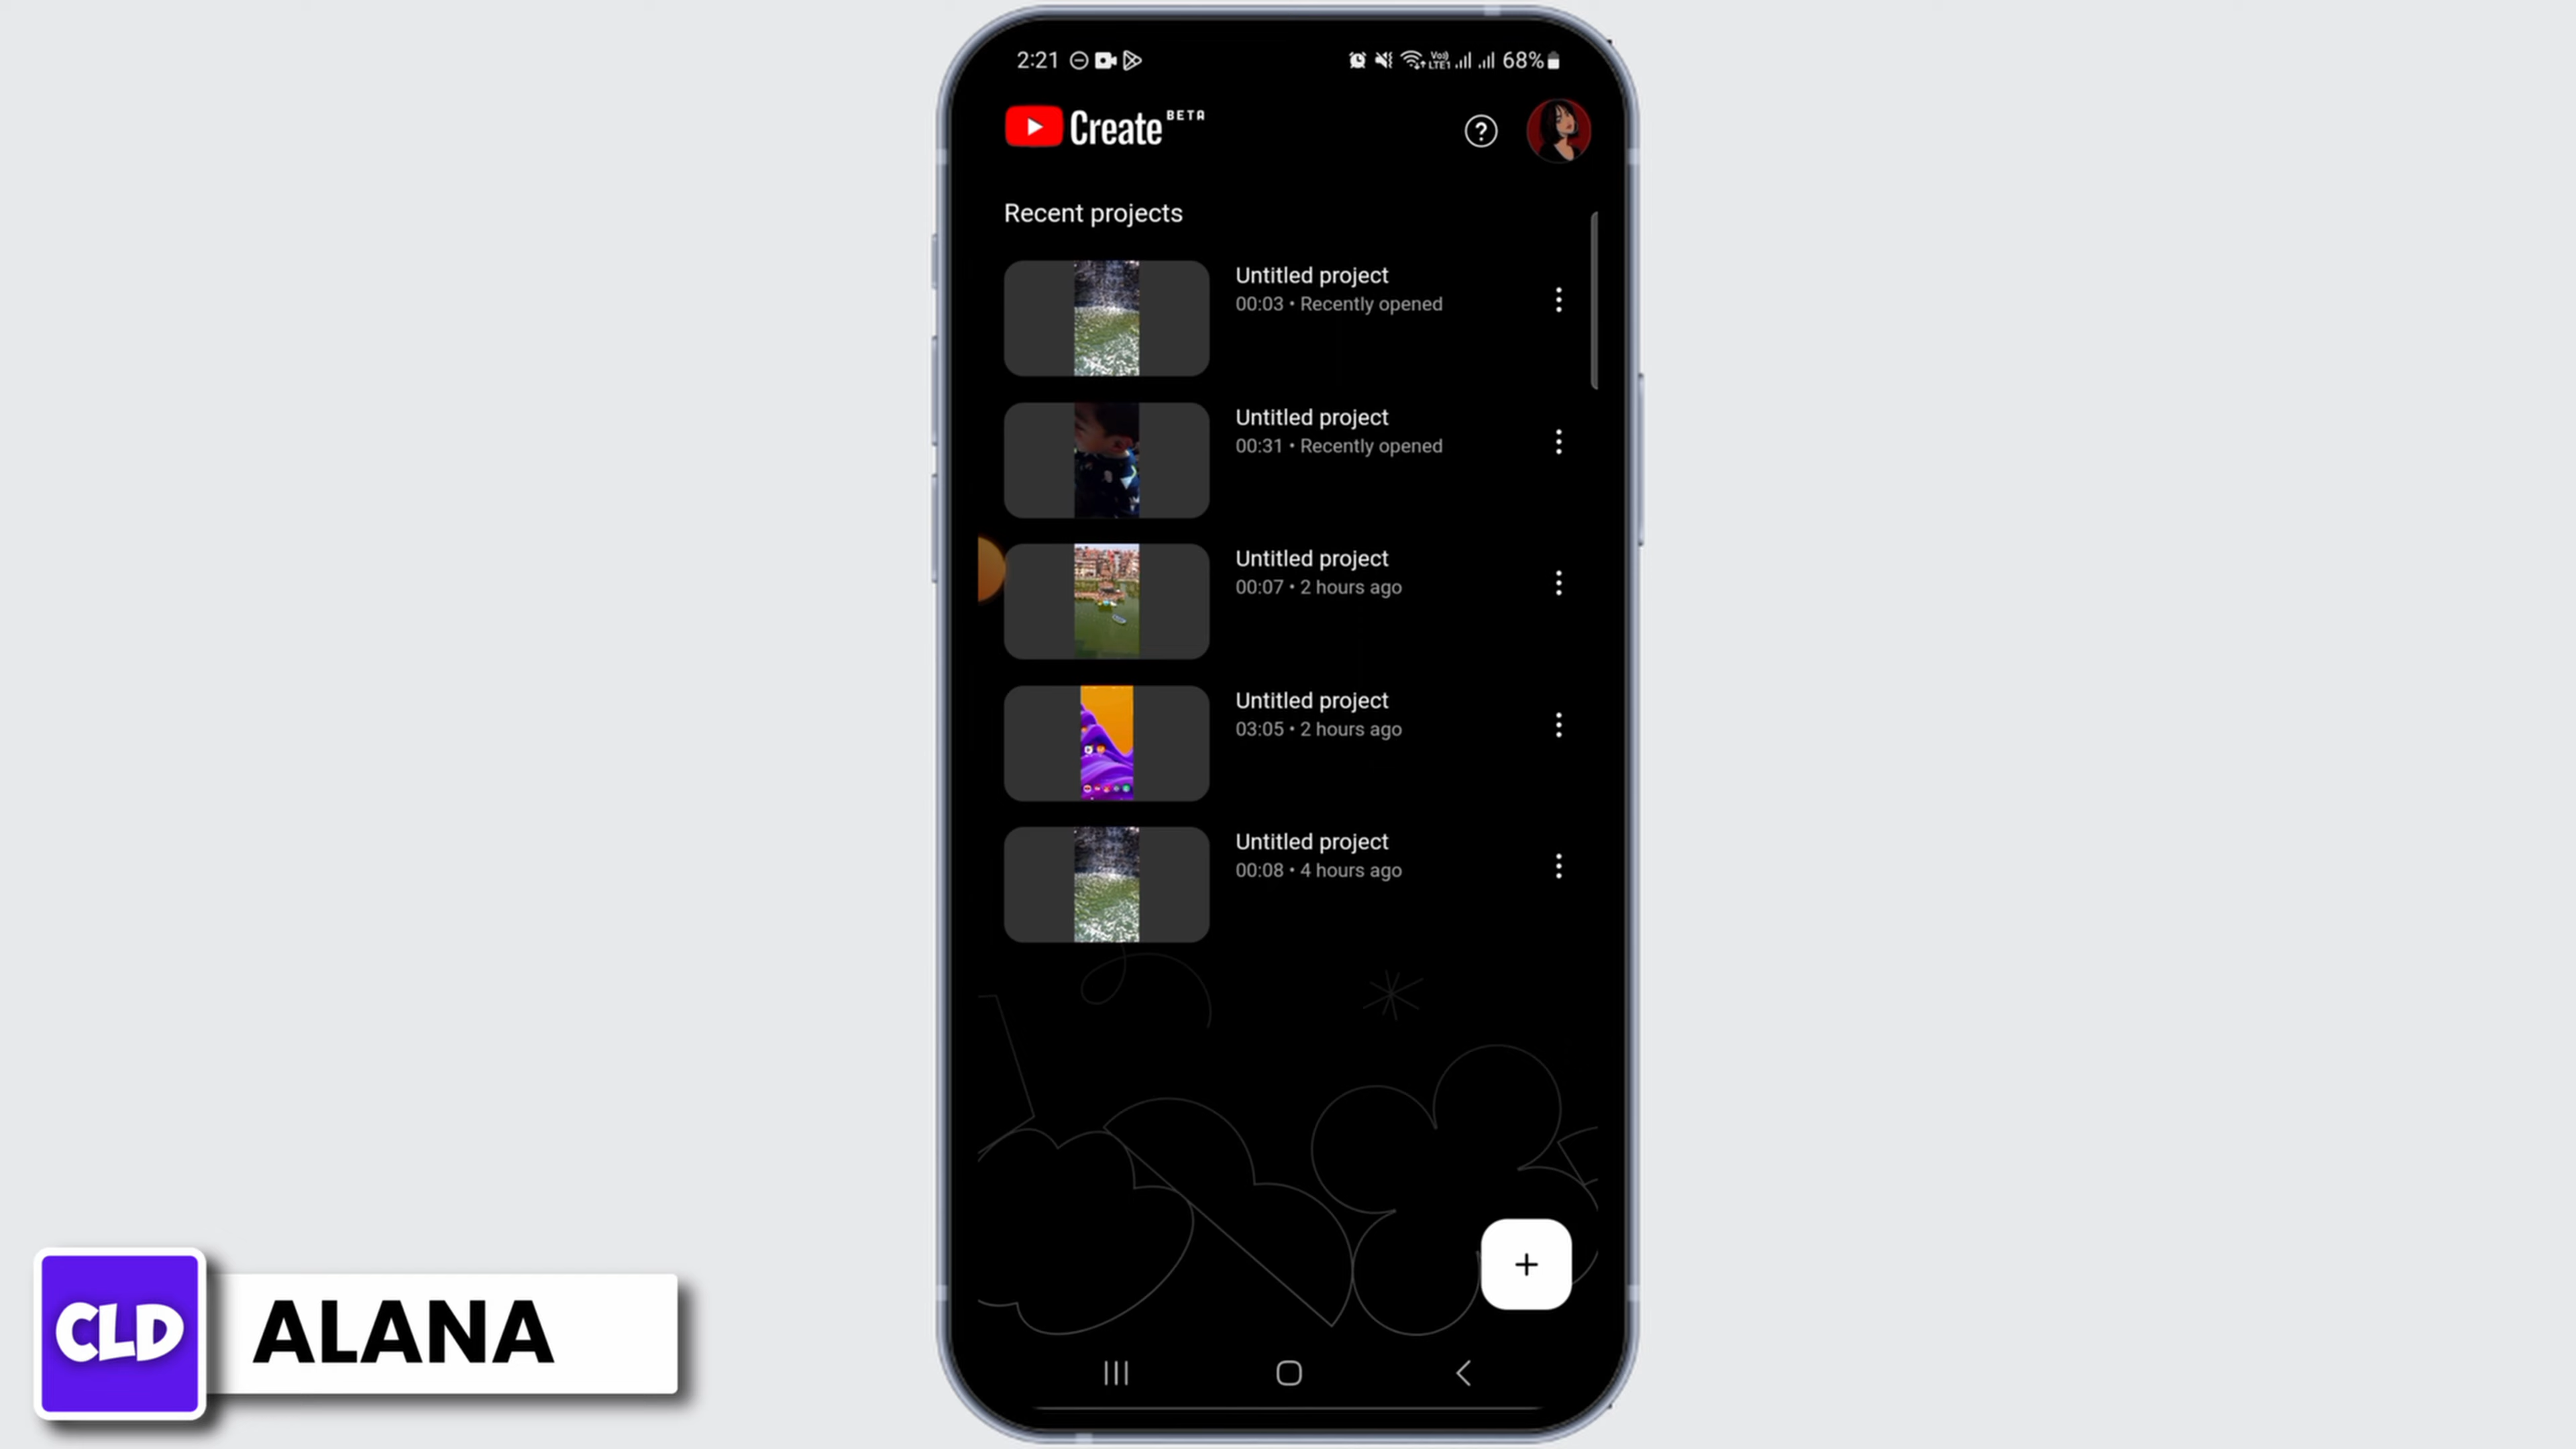 2:21
Vo))
LTE1
68%
Create BETA
Recent projects
Untitled project
00:03 • Recently opened
Untitled project
00:31 • Recently opened
Untitled project
00:07 • 2 hours ago
Untitled project
03:05 • 2 hours ago
Untitled project
00:08 • 4 hours ago
CLD
ALANA